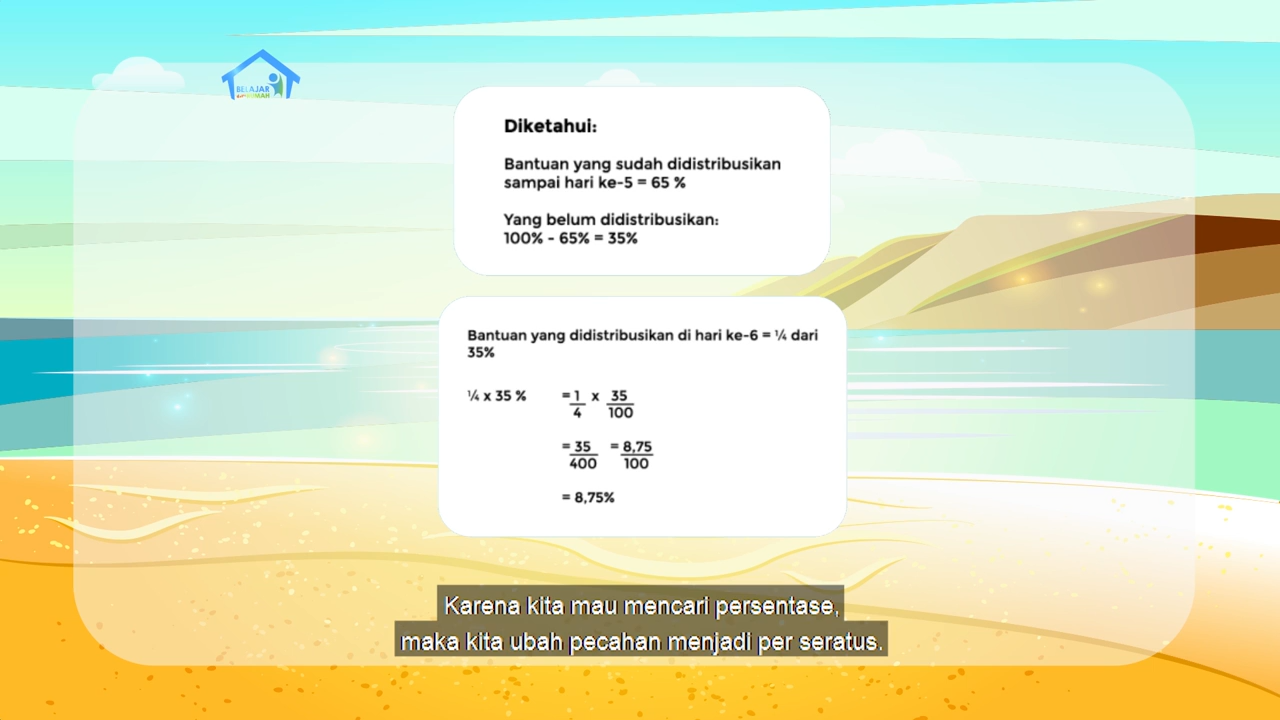 BELAJAR
Diketahui:
Bantuan yang sudah didistribusikan
sampai hari ke-5 = 65 %
Yang belum didistribusikan:
100% - 65% = 35%
Bantuan yang didistribusikan di hari ke-6 = ¼ dari
35%
¼ x 35 % = 1/4 x 35/100
= 35/400 = 8,75/100
= 8,75%
Karena kita mau mencari persentase,
maka kita ubah pecahan menjadi per seratus.